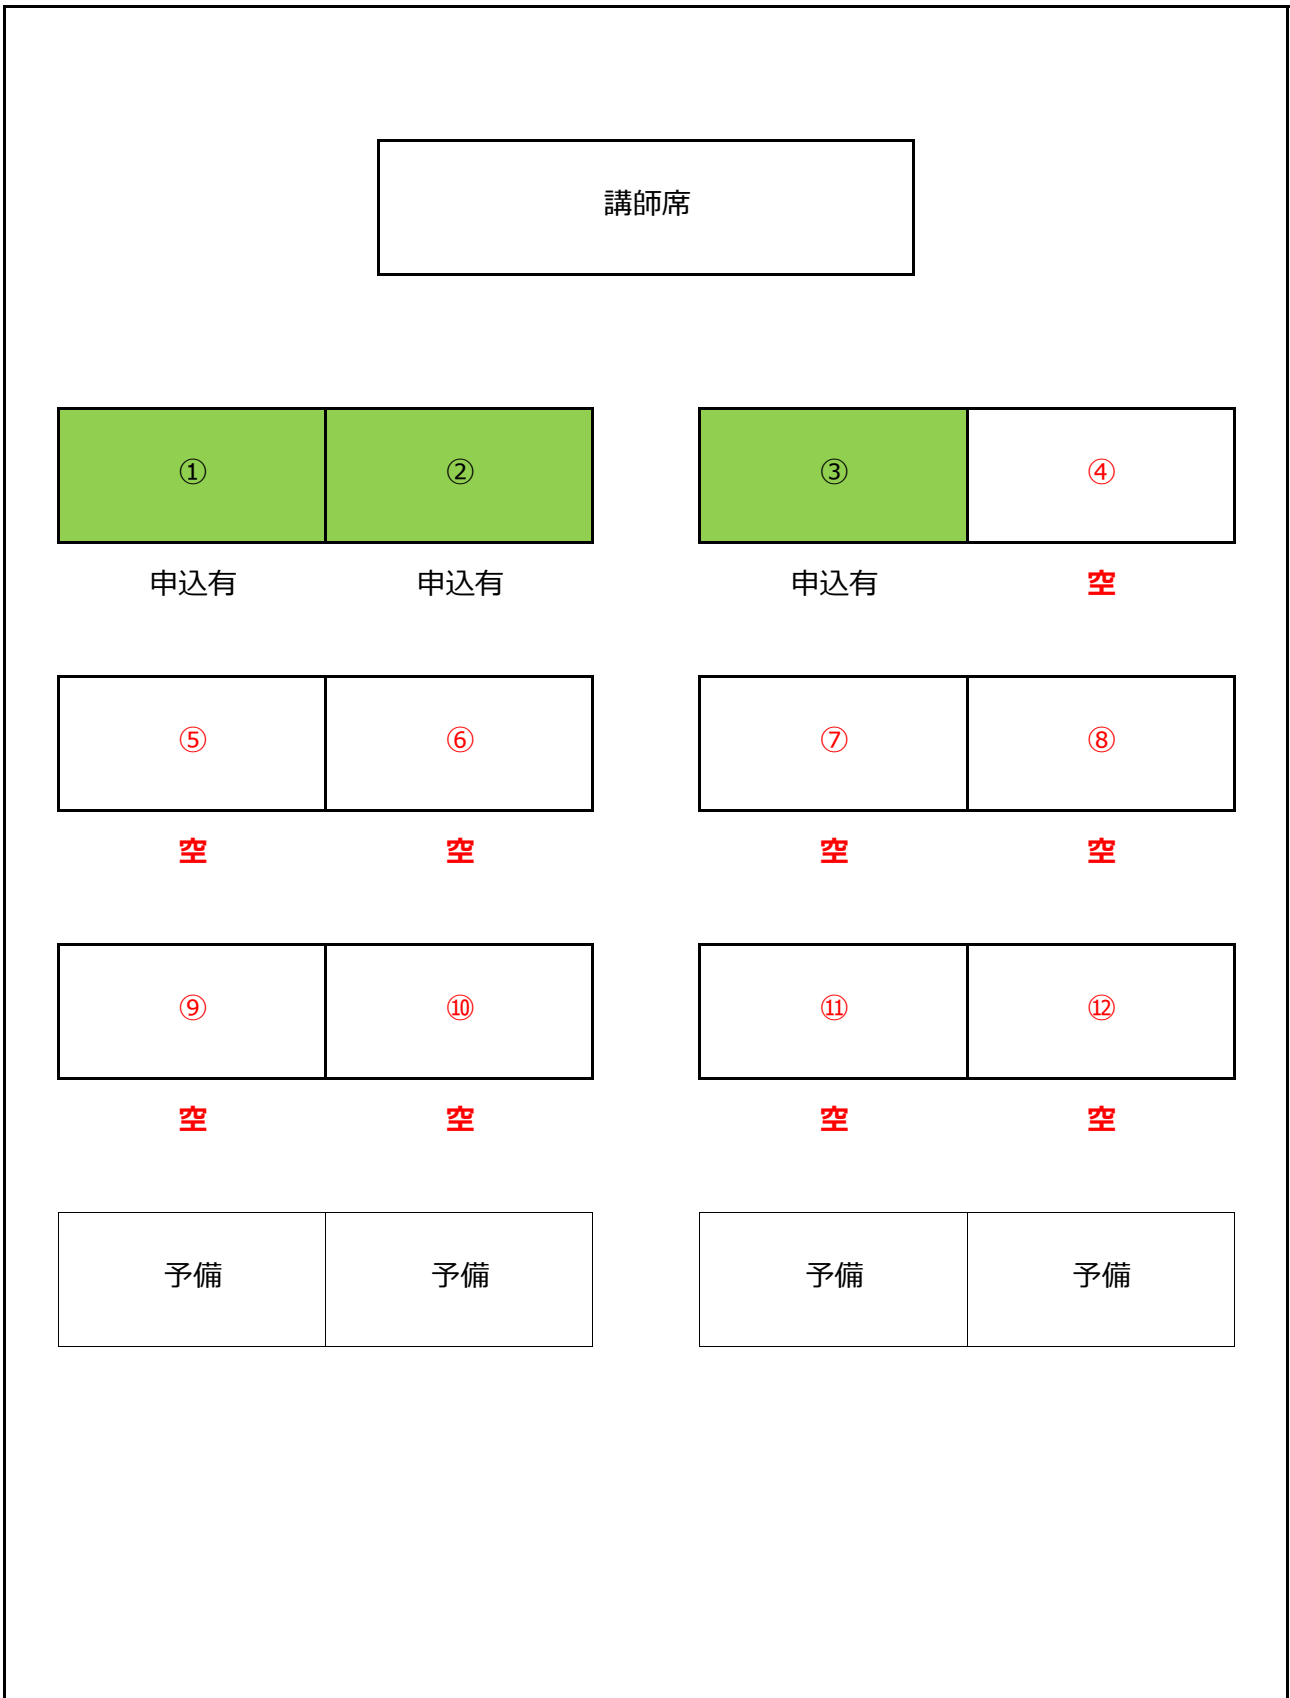 講師席
① ② ③ ④
申込有 申込有 申込有 空
⑤ ⑥ ⑦ ⑧
空 空 空 空
⑨ ⑩ ⑪ ⑫
空 空 空 空
予備 予備 予備 予備